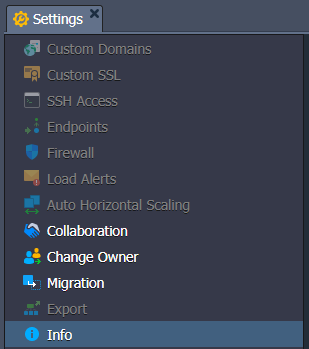 Settings
Custom Domains
Custom SSL
SSH Access
Endpoints
Firewall
Load Alerts
Auto Horizontal Scaling
Collaboration
Change Owner
Migration
Export
Info